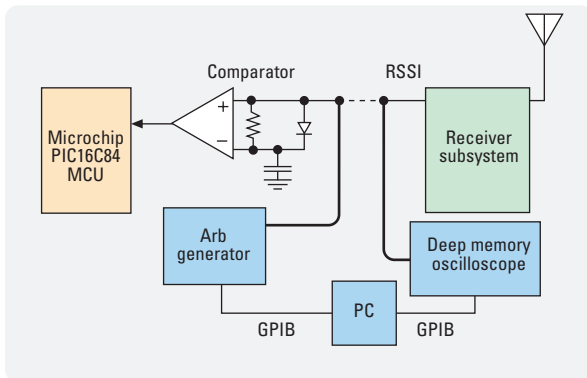 Comparator
RSSI
+
−
Microchip
PIC16C84
MCU
Receiver
subsystem
Arb
generator
Deep memory
oscilloscope
PC
GPIB
GPIB